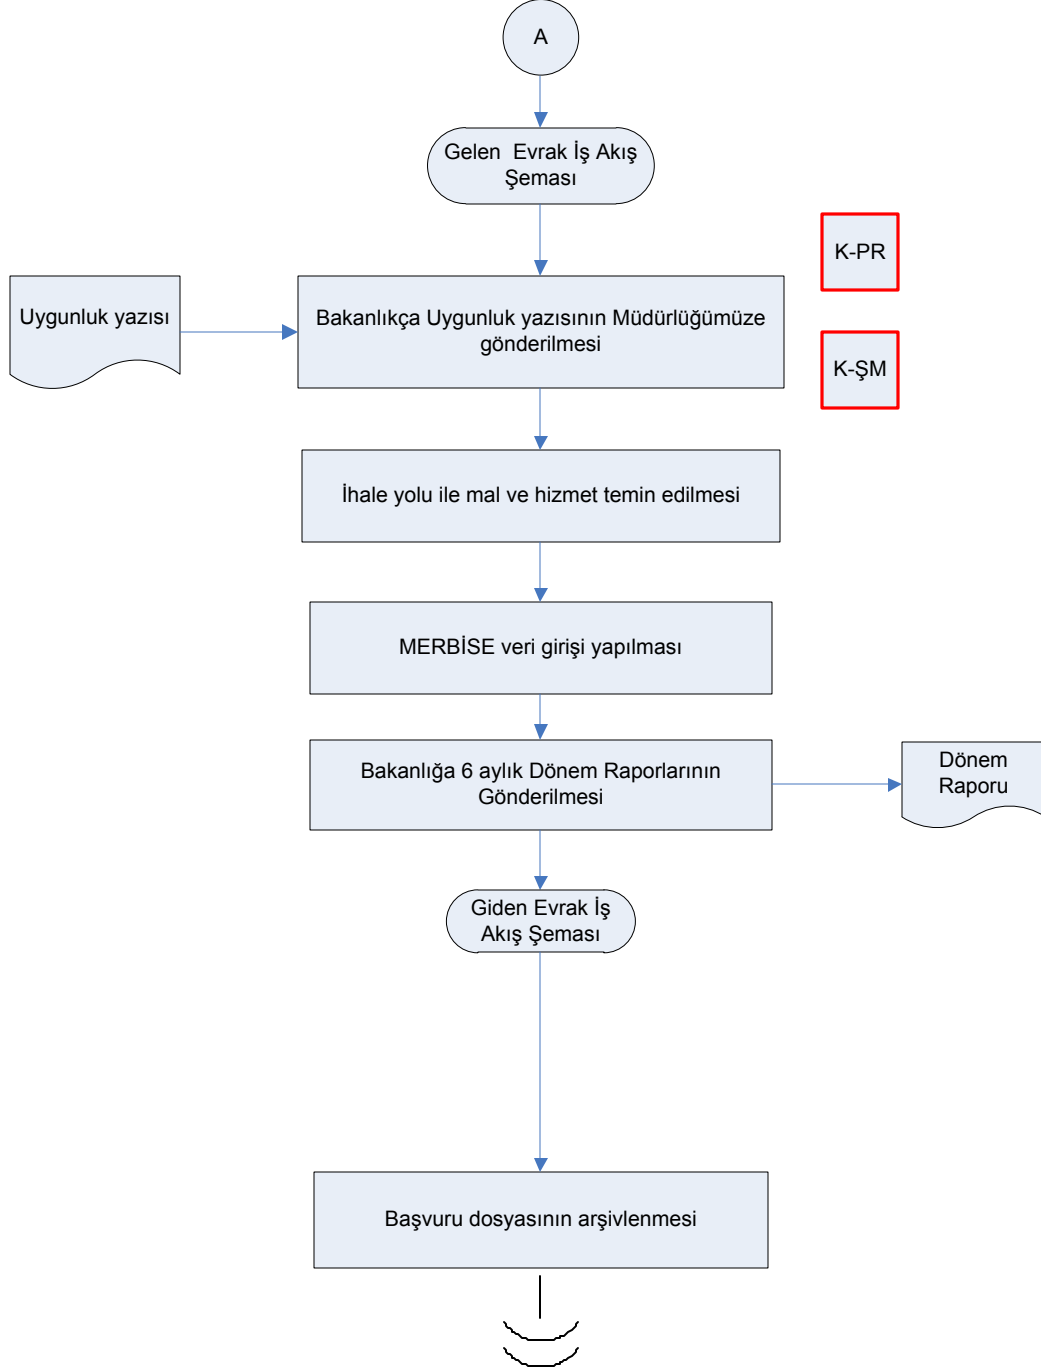 A
Gelen Evrak İş Akış
Şeması
K-PR
Uygunluk yazısı
Bakanlıkça Uygunluk yazısının Müdürlüğümüze
gönderilmesi
K-ŞM
İhale yolu ile mal ve hizmet temin edilmesi
MERBİSE veri girişi yapılması
Bakanlığa 6 aylık Dönem Raporlarının
Gönderilmesi
Dönem
Raporu
Giden Evrak İş
Akış Şeması
Başvuru dosyasının arşivlenmesi